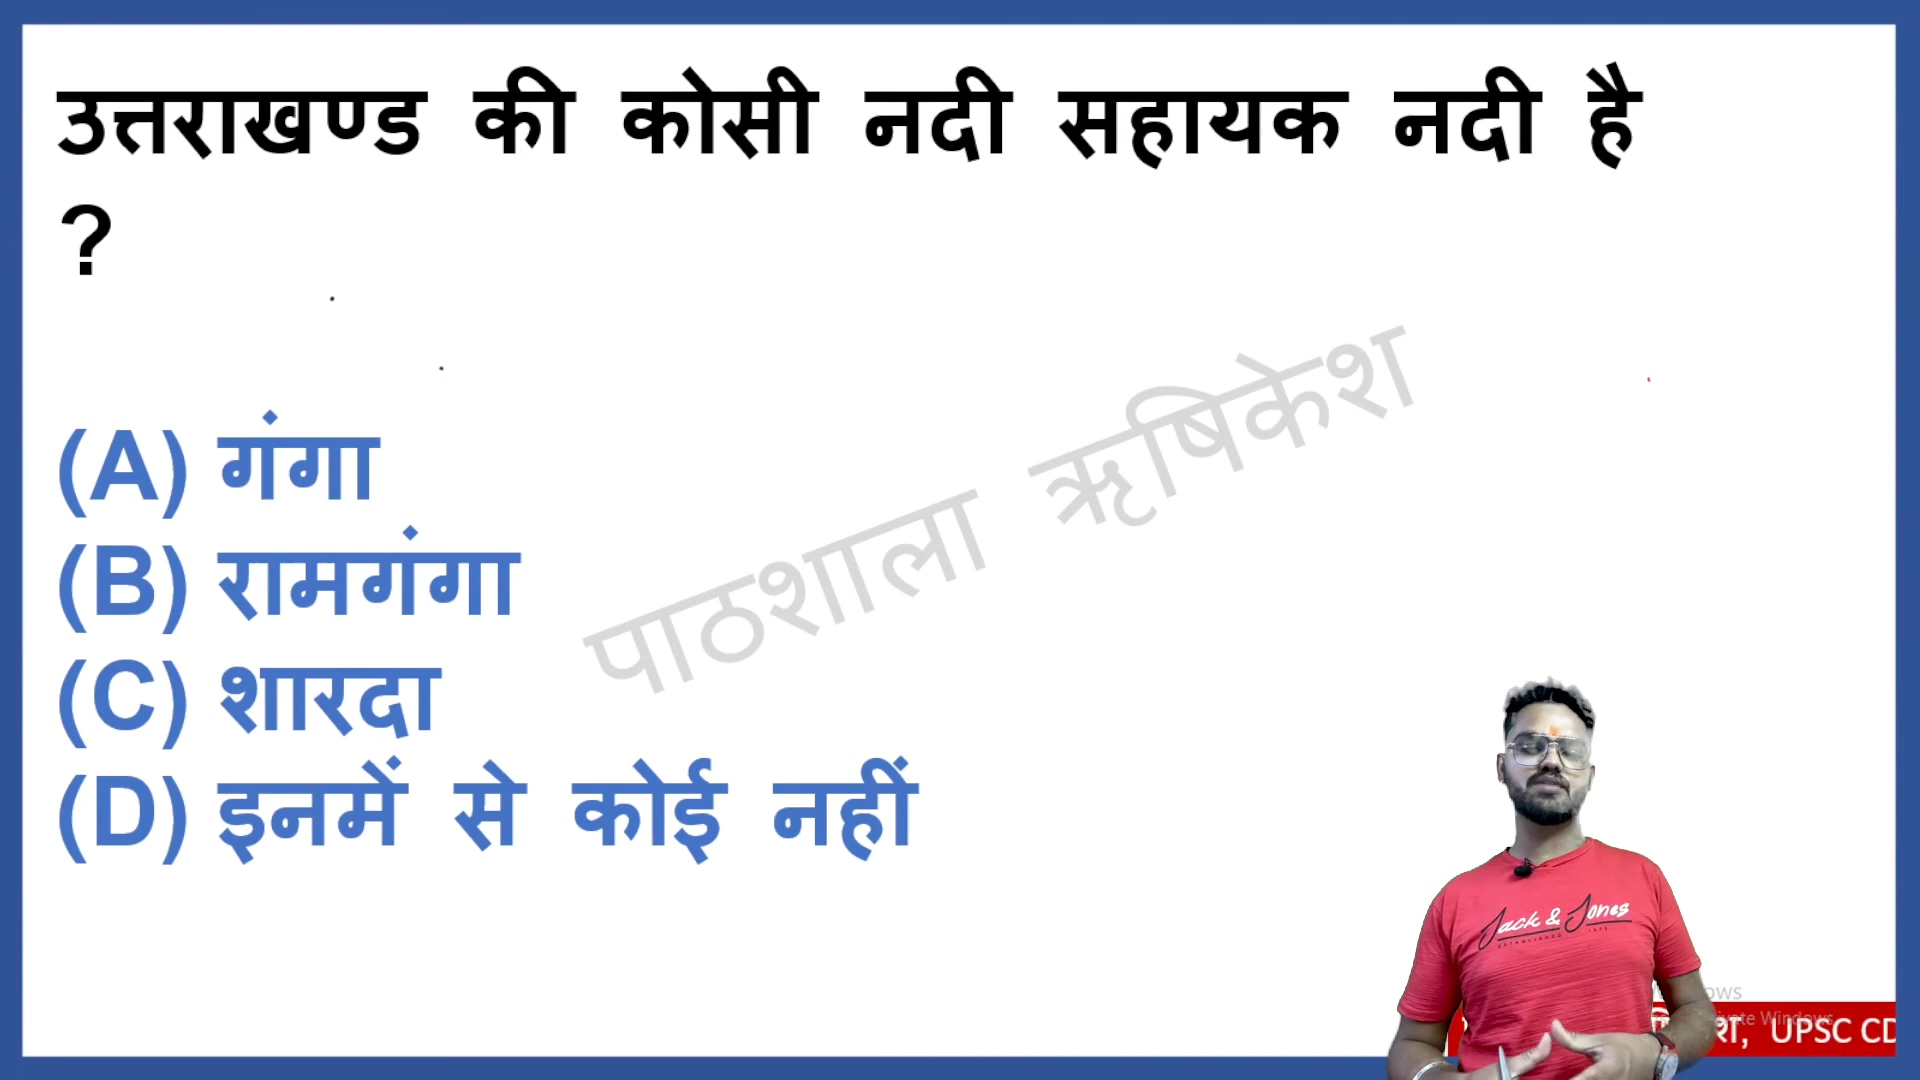 उत्तराखण्ड की कोसी नदी सहायक नदी है
?
(A) गंगा
(B) रामगंगा
(C) शारदा
(D) इनमें से कोई नहीं
पाठशाला ऋषिकेश
Jack & Jones
UPSC CD